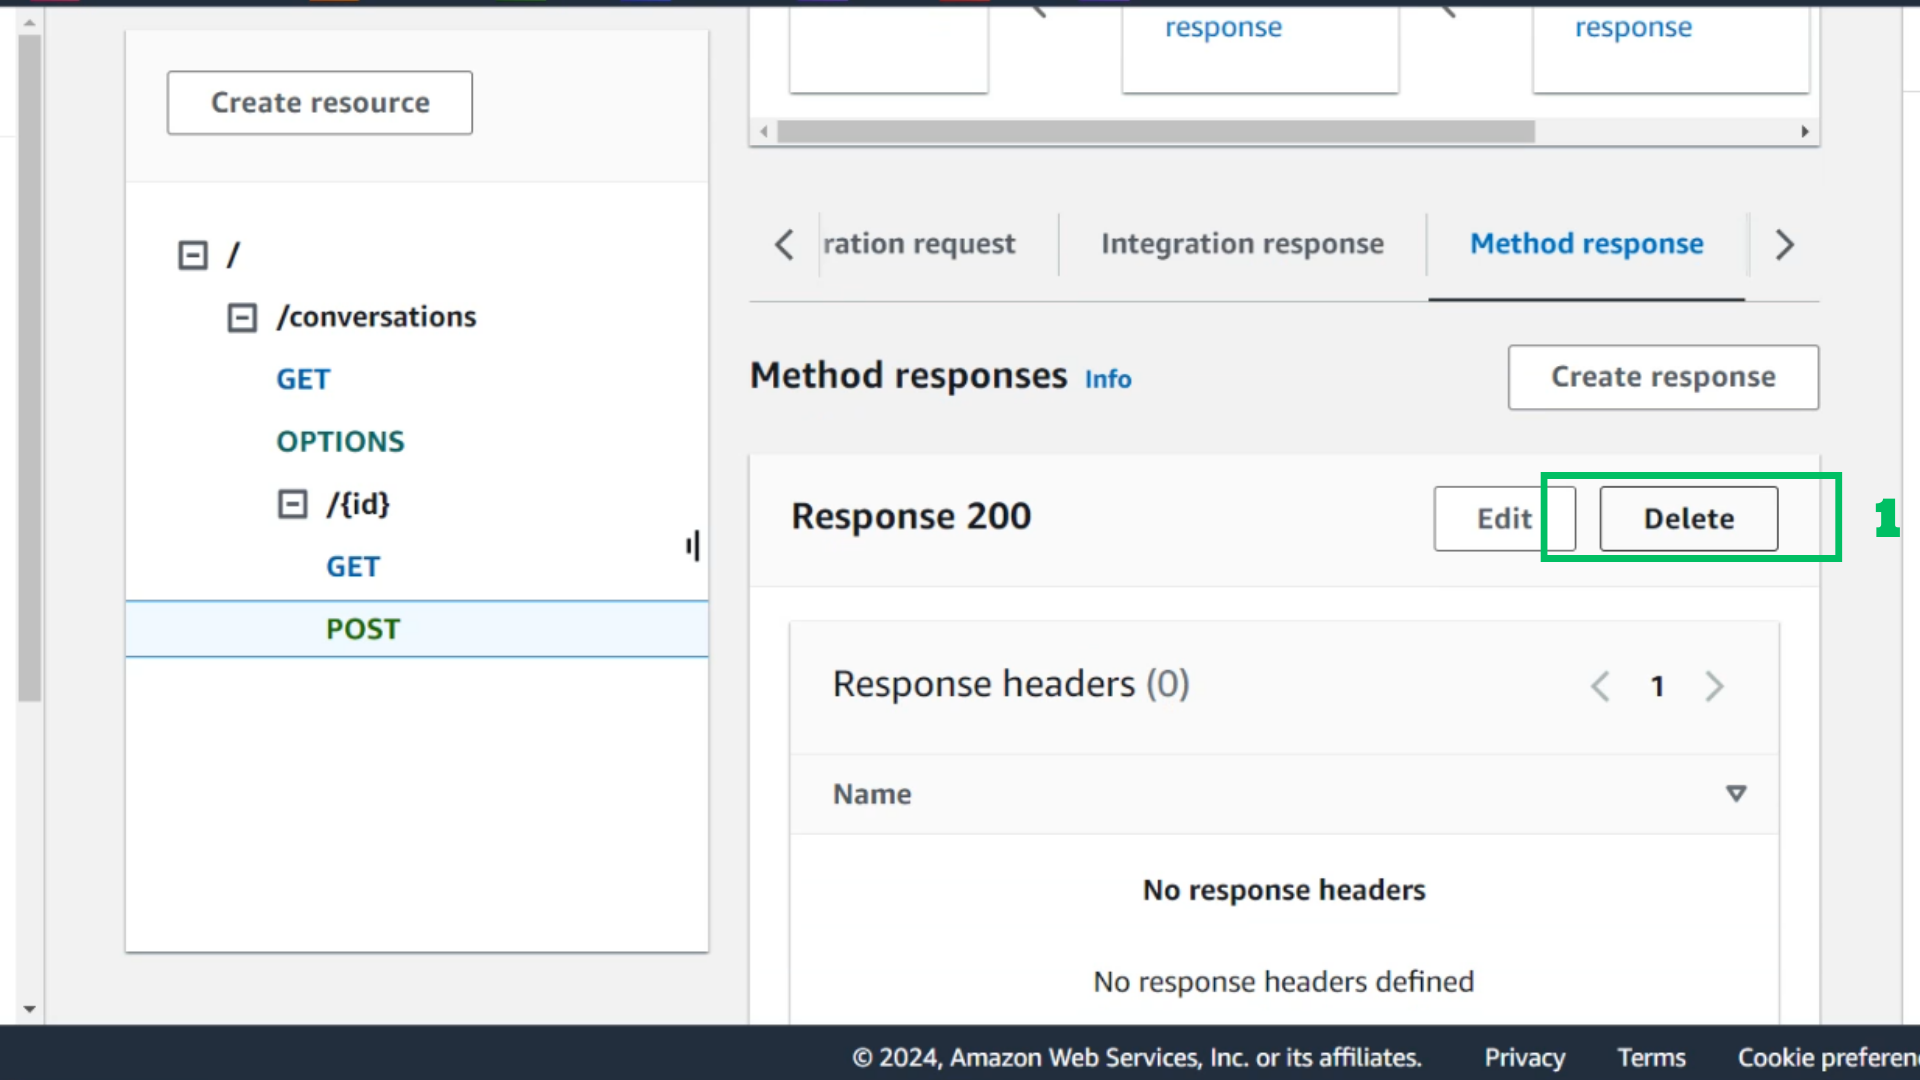 response
response
Create resource
/
/conversations
GET
OPTIONS
/{id}
GET
POST
ration request
Integration response
Method response
Method responses Info
Create response
Response 200
Edit
Delete
1
Response headers (0)
1
Name
No response headers
No response headers defined
© 2024, Amazon Web Services, Inc. or its affiliates.
Privacy
Terms
Cookie preferen